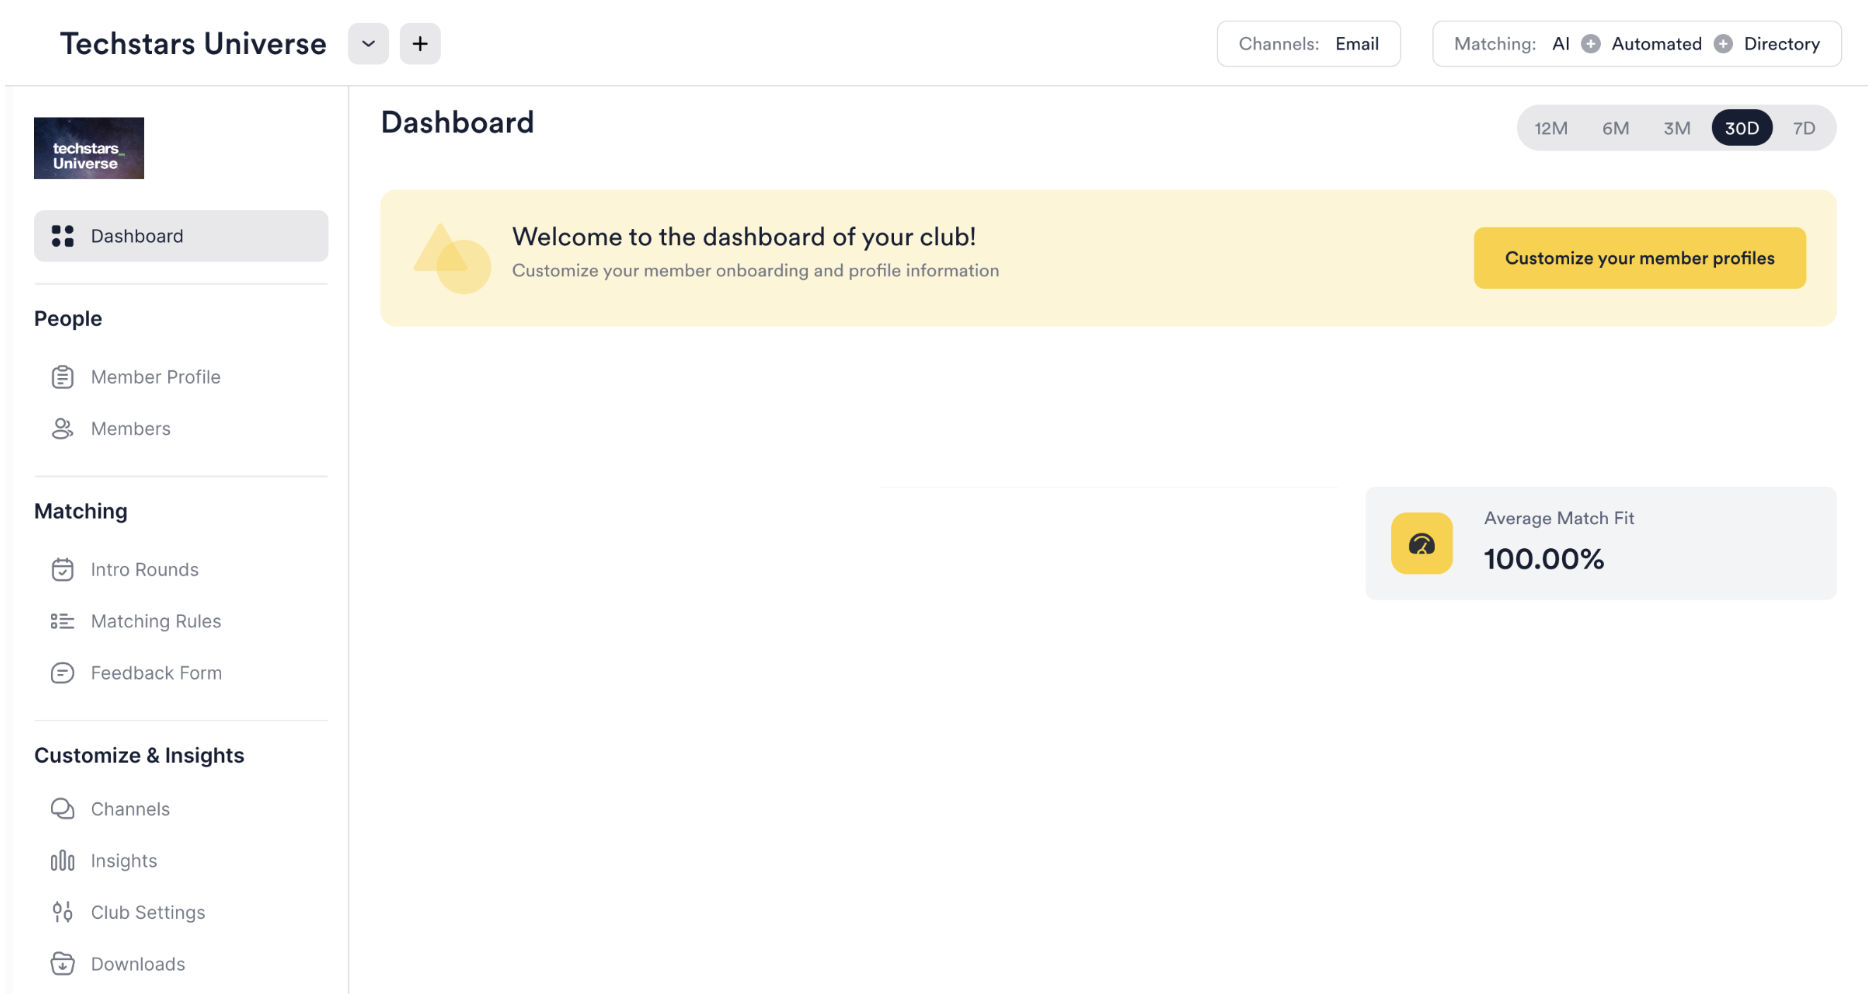 Techstars Universe
Channels: Email
Matching: AI Automated Directory
techstars_
Universe
Dashboard
People
Member Profile
Members
Matching
Intro Rounds
Matching Rules
Feedback Form
Customize & Insights
Channels
Insights
Club Settings
Downloads
Dashboard
12M 6M 3M 30D 7D
Welcome to the dashboard of your club!
Customize your member onboarding and profile information
Customize your member profiles
Average Match Fit
100.00%